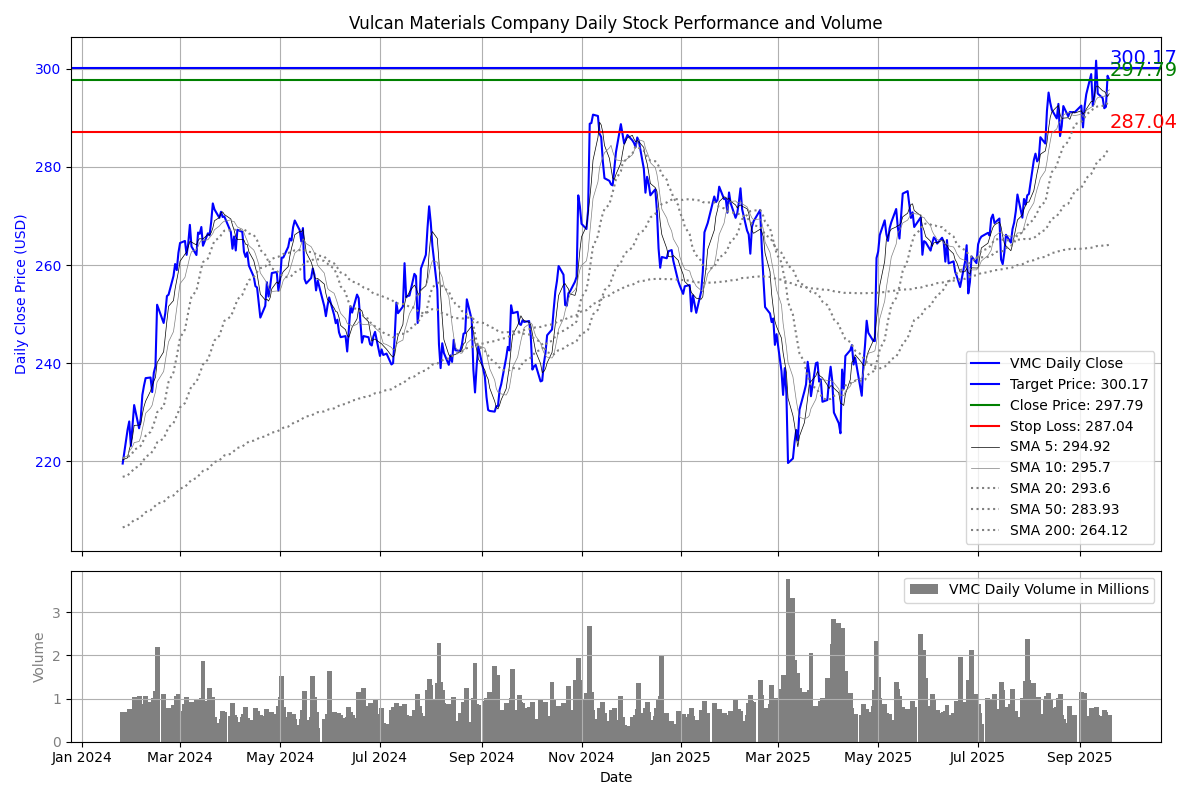 Vulcan Materials Company Daily Stock Performance and Volume
Daily Close Price (USD)
300
280
260
240
220
300.17
297.79
287.04
VMC Daily Close
Target Price: 300.17
Close Price: 297.79
Stop Loss: 287.04
SMA 5: 294.92
SMA 10: 295.7
SMA 20: 293.6
SMA 50: 283.93
SMA 200: 264.12
Volume
3
2
1
0
VMC Daily Volume in Millions
Jan 2024 Mar 2024 May 2024 Jul 2024 Sep 2024 Nov 2024 Jan 2025 Mar 2025 May 2025 Jul 2025 Sep 2025
Date